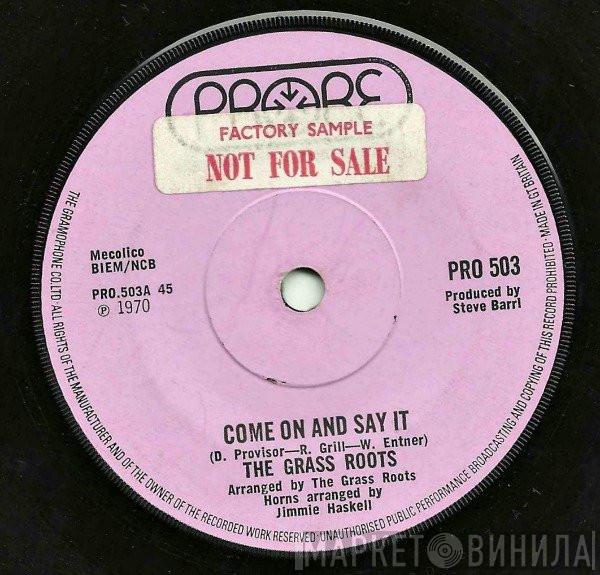 PROBE
FACTORY SAMPLE
NOT FOR SALE
Mecolico
BIEM/NCB
PRO.503A 45
Ⓟ 1970
PRO 503
Produced by
Steve Barrl
COME ON AND SAY IT
(D. Provisor—R. Grill—W. Entner)
THE GRASS ROOTS
Arranged by The Grass Roots
Horns arranged by
Jimmie Haskell
THE GRAMOPHONE CO.LTD. ALL RIGHTS OF THE MANUFACTURER AND OF THE OWNER OF THE RECORDED WORK RESERVED·UNAUTHORISED PUBLIC PERFORMANCE BROADCASTING AND COPYING OF THIS RECORD PROHIBITED·MADE IN GT BRITAIN
МАРКЕТ ВИНИЛА